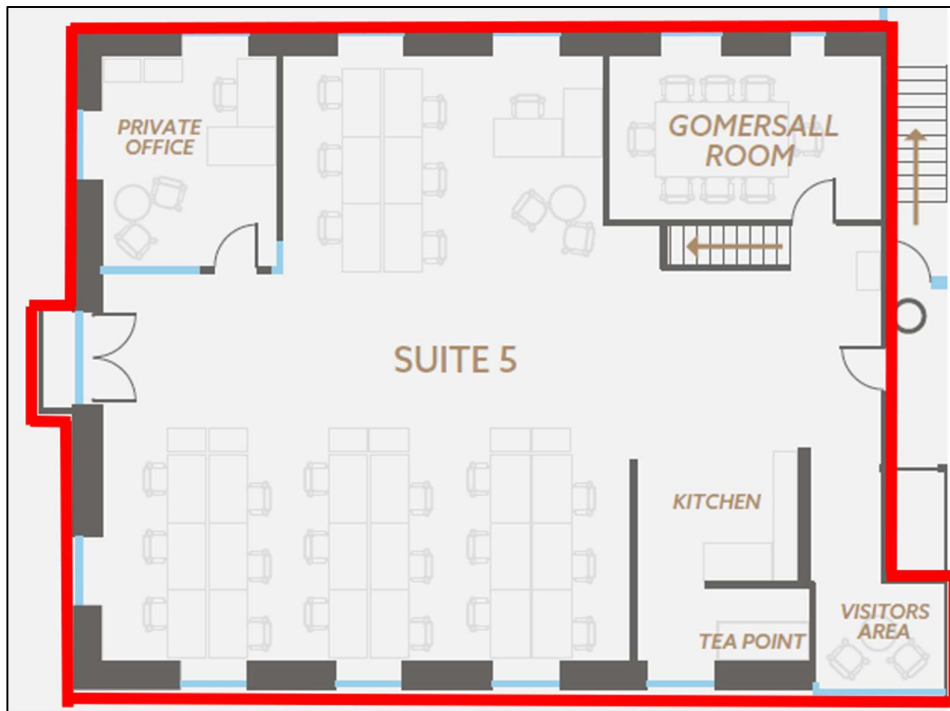 PRIVATE
OFFICE
GOMERSALL
ROOM
SUITE 5
KITCHEN
TEA POINT
VISITORS
AREA